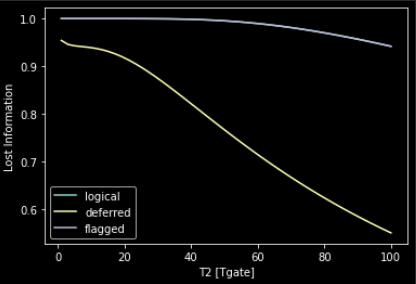 1.0
0.9
0.8
0.7
0.6
Lost Information
logical
deferred
flagged
0 20 40 60 80 100
T2 [Tgate]